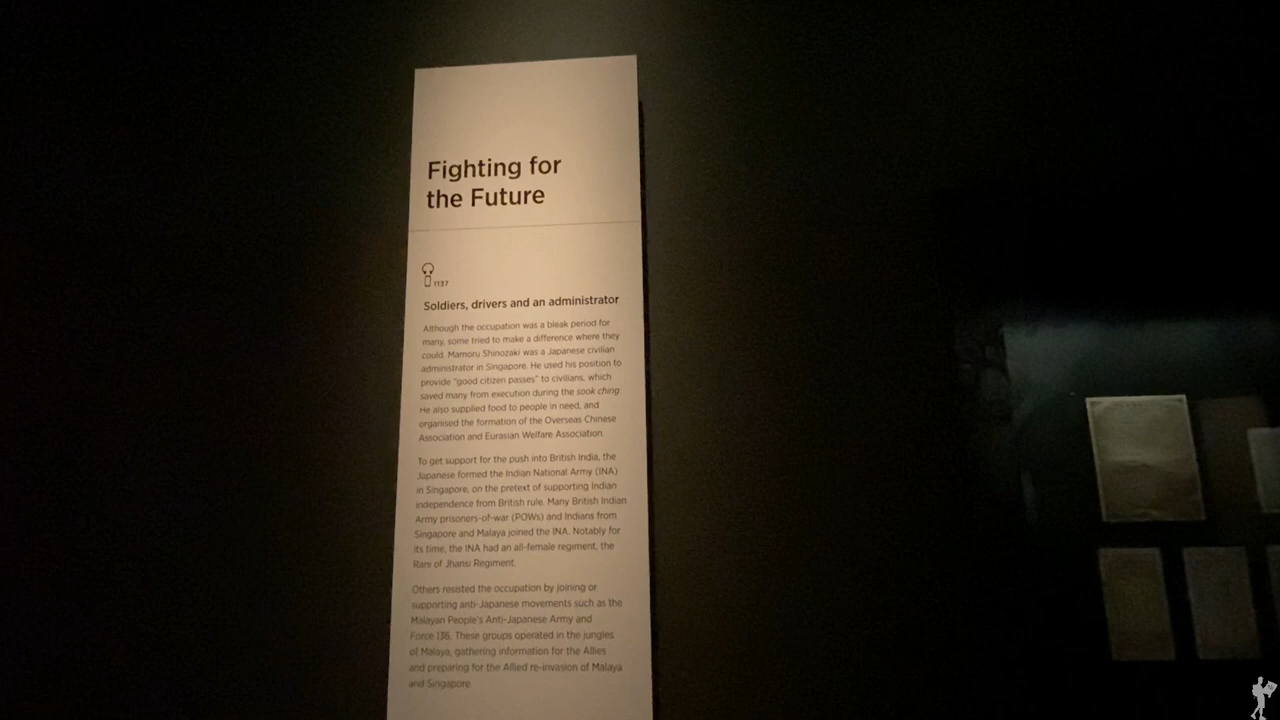 Fighting for
the Future
1137
Soldiers, drivers and an administrator
Although the occupation was a bleak period for
many, some tried to make a difference where they
could. Mamoru Shinozaki was a Japanese civilian
administrator in Singapore. He used his position to
provide "good citizen passes" to civilians, which
saved many from execution during the sook ching.
He also supplied food to people in need, and
organised the formation of the Overseas Chinese
Association and Eurasian Welfare Association.
To get support for the push into British India, the
Japanese formed the Indian National Army (INA)
in Singapore, on the pretext of supporting Indian
independence from British rule. Many British Indian
Army prisoners-of-war (POWs) and Indians from
Singapore and Malaya joined the INA. Notably for
its time, the INA had an all-female regiment, the
Rani of Jhansi Regiment.
Others resisted the occupation by joining or
supporting anti-Japanese movements such as the
Malayan People's Anti-Japanese Army and
Force 136. These groups operated in the jungles
of Malaya, gathering information for the Allies
and preparing for the Allied re-invasion of Malaya
and Singapore.